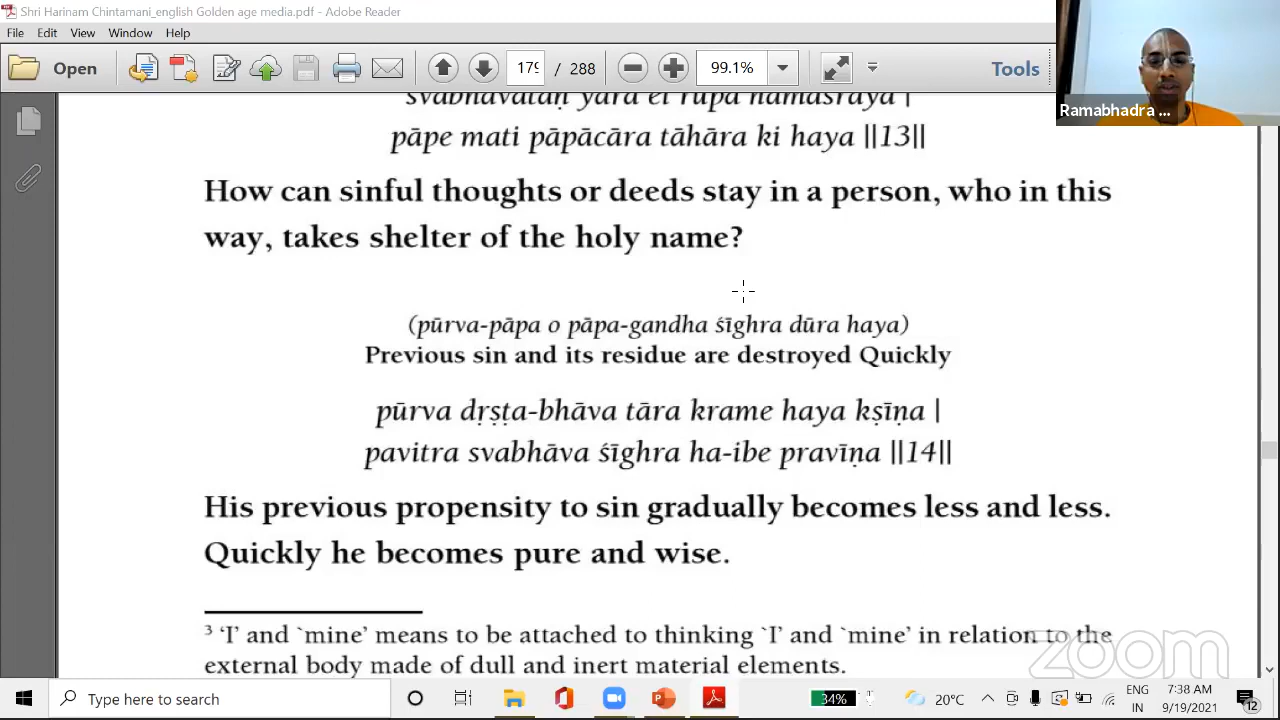 Shri Harinam Chintamani_english Golden age media.pdf - Adobe Reader
File Edit View Window Help
Open 179 / 288 99.1% Tools
Ramabhadra ...
svabhāvataḥ yāra ei rūpa nāmāśraya |
pāpe mati pāpācāra tāhāra ki haya ||13||
How can sinful thoughts or deeds stay in a person, who in this
way, takes shelter of the holy name?
(pūrva-pāpa o pāpa-gandha śīghra dūra haya)
Previous sin and its residue are destroyed Quickly
pūrva dṛṣṭa-bhāva tāra krame haya kṣīṇa |
pavitra svabhāva śīghra ha-ibe pravīṇa ||14||
His previous propensity to sin gradually becomes less and less.
Quickly he becomes pure and wise.
3 ‘I’ and `mine’ means to be attached to thinking `I’ and `mine’ in relation to the
external body made of dull and inert material elements.
zoom
Type here to search
34%
20°C
ENG
IN
7:38 AM
9/19/2021
12